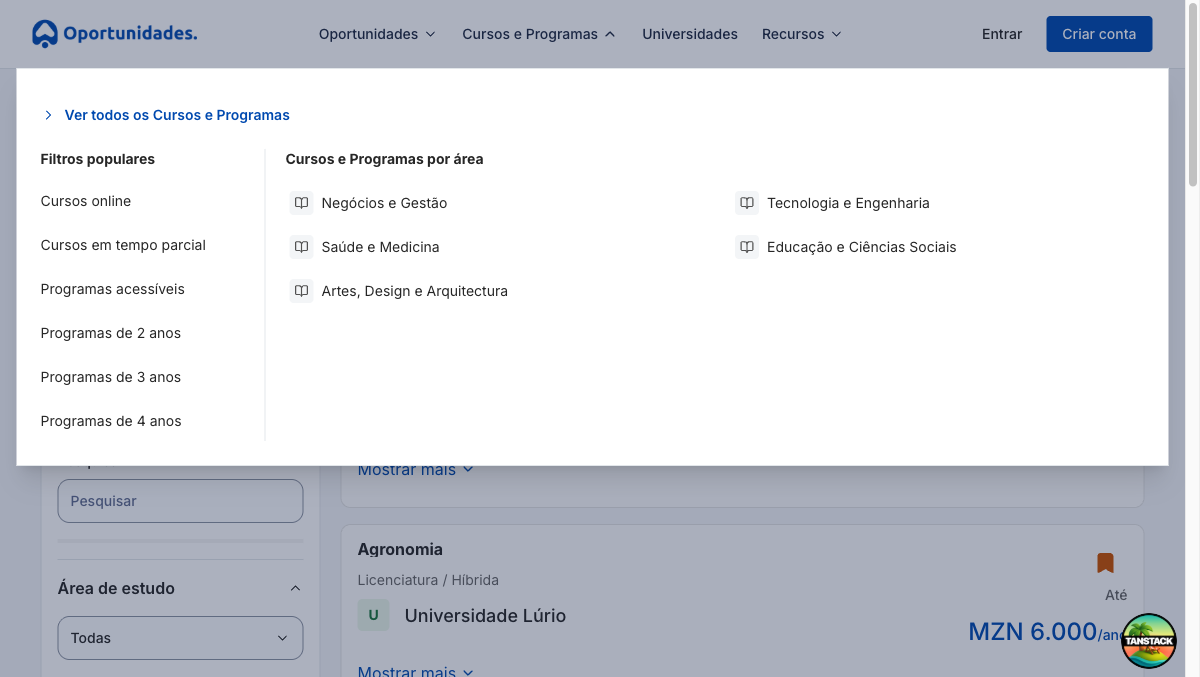 Oportunidades.
Oportunidades
Cursos e Programas
Universidades
Recursos
Entrar
Criar conta
Ver todos os Cursos e Programas
Filtros populares
Cursos online
Cursos em tempo parcial
Programas acessíveis
Programas de 2 anos
Programas de 3 anos
Programas de 4 anos
Cursos e Programas por área
Negócios e Gestão
Tecnologia e Engenharia
Saúde e Medicina
Educação e Ciências Sociais
Artes, Design e Arquitectura
Mostrar mais
Pesquisar
Área de estudo
Todas
Agronomia
Licenciatura / Híbrida
U
Universidade Lúrio
Até
MZN 6.000
TANSTACK
Mostrar mais